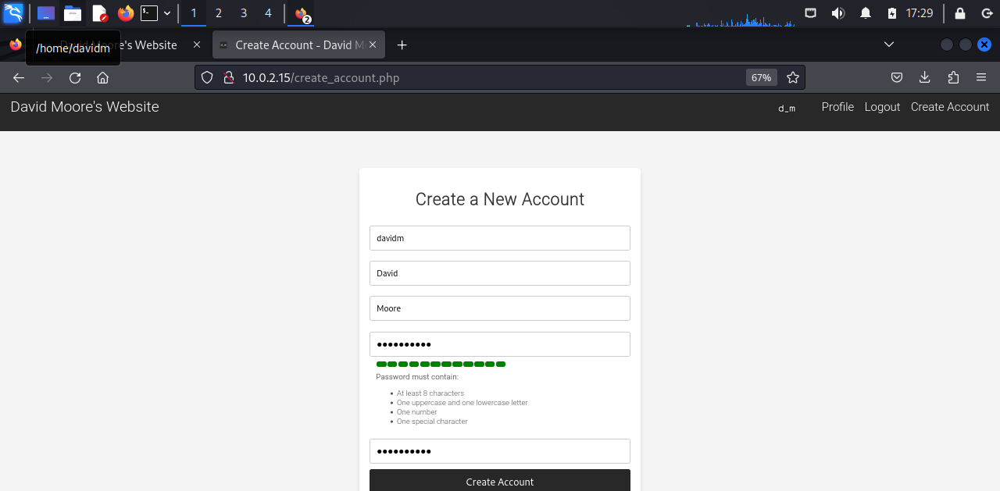 1 2 3 4 2 17:29
/home/davidm David Moore's Website Create Account - David M
10.0.2.15/create_account.php 67%
David Moore's Website d_m Profile Logout Create Account
Create a New Account
davidm
David
Moore
••••••••••
Password must contain:
• At least 8 characters
• One uppercase and one lowercase letter
• One number
• One special character
••••••••••
Create Account